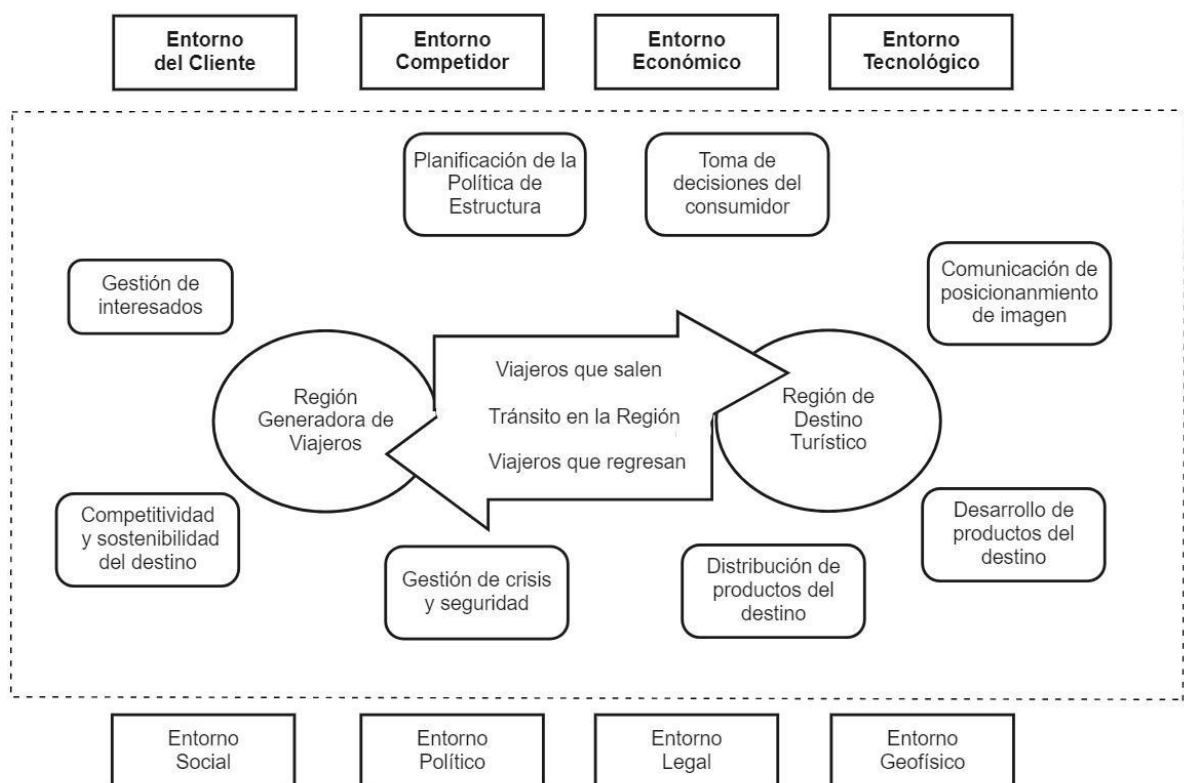 Entorno
del Cliente
Entorno
Competidor
Entorno
Económico
Entorno
Tecnológico
Planificación de la
Política de
Estructura
Toma de
decisiones del
consumidor
Gestión de
interesados
Comunicación de
posicionanmiento
de imagen
Región
Generadora de
Viajeros
Viajeros que salen
Tránsito en la Región
Viajeros que regresan
Región de
Destino
Turístico
Competitividad
y sostenibilidad
del destino
Gestión de crisis
y seguridad
Distribución de
productos del
destino
Desarrollo de
productos del
destino
Entorno
Social
Entorno
Político
Entorno
Legal
Entorno
Geofísico